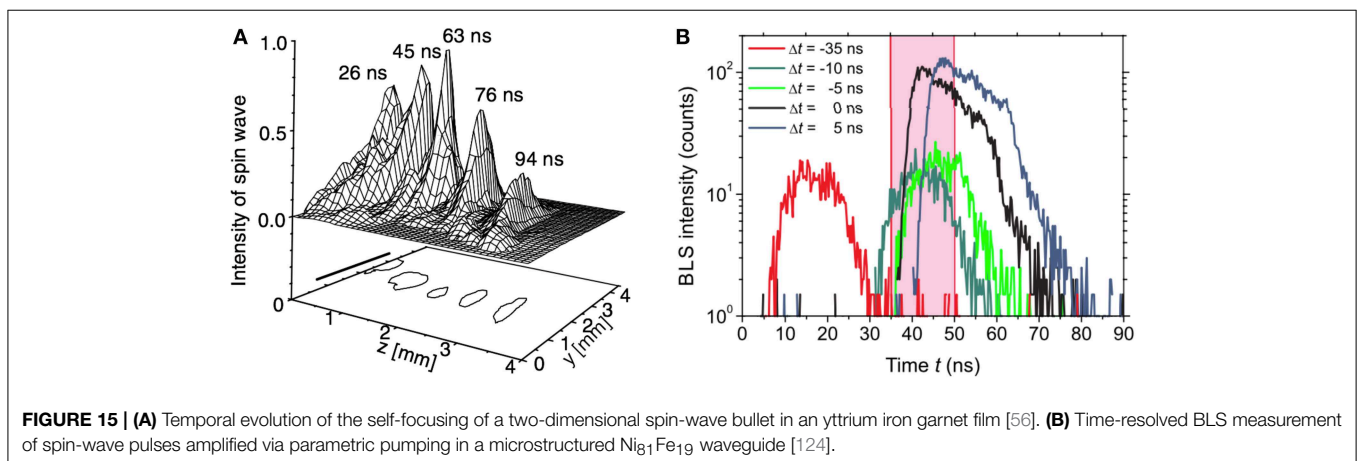 A
1.0
0.5
0.0
0
Intensity of spin wave
26 ns
45 ns
63 ns
76 ns
94 ns
1
2
3
4
z [mm]
0
1
2
3
4
y [mm]
B
Δt = -35 ns
Δt = -10 ns
Δt = -5 ns
Δt = 0 ns
Δt = 5 ns
10²
10¹
10⁰
BLS intensity (counts)
0 10 20 30 40 50 60 70 80 90
Time t (ns)
FIGURE 15 | (A) Temporal evolution of the self-focusing of a two-dimensional spin-wave bullet in an yttrium iron garnet film [56]. (B) Time-resolved BLS measurement
of spin-wave pulses amplified via parametric pumping in a microstructured Ni₈₁Fe₁₉ waveguide [124].